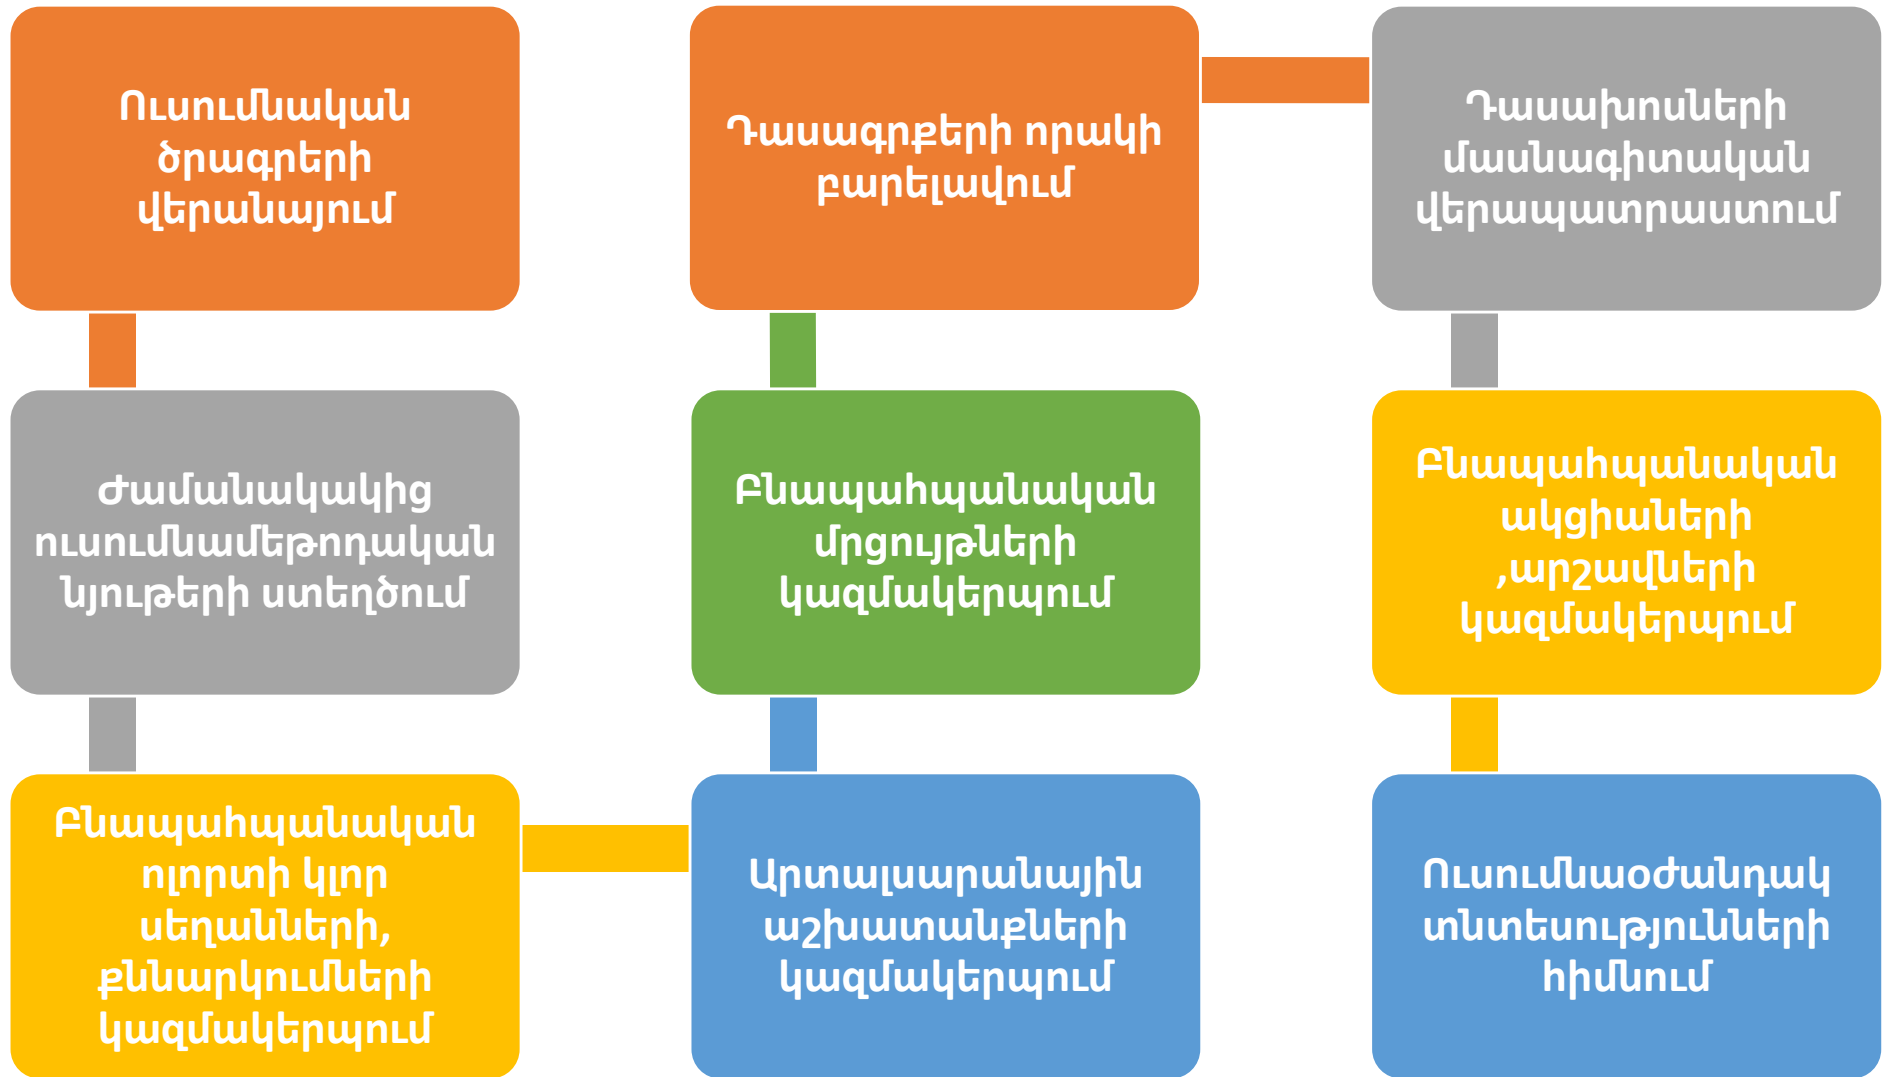 Ուսումնական
ծրագրերի
վերանայում
Ժամանակակից
ուսումնամեթոդական
նյութերի ստեղծում
Բնապահպանական
ոլորտի կլոր
սեղանների,
քննարկումների
կազմակերպում
Արտալսարանային
աշխատանքների
կազմակերպում
Բնապահպանական
մրցույթների
կազմակերպում
Դասագրքերի որակի
բարելավում
Դասախոսների
մասնագիտական
վերապատրաստում
Բնապահպանական
ակցիաների
,արշավների
կազմակերպում
Ուսումնաօժանդակ
տնտեսությունների
հիմնում